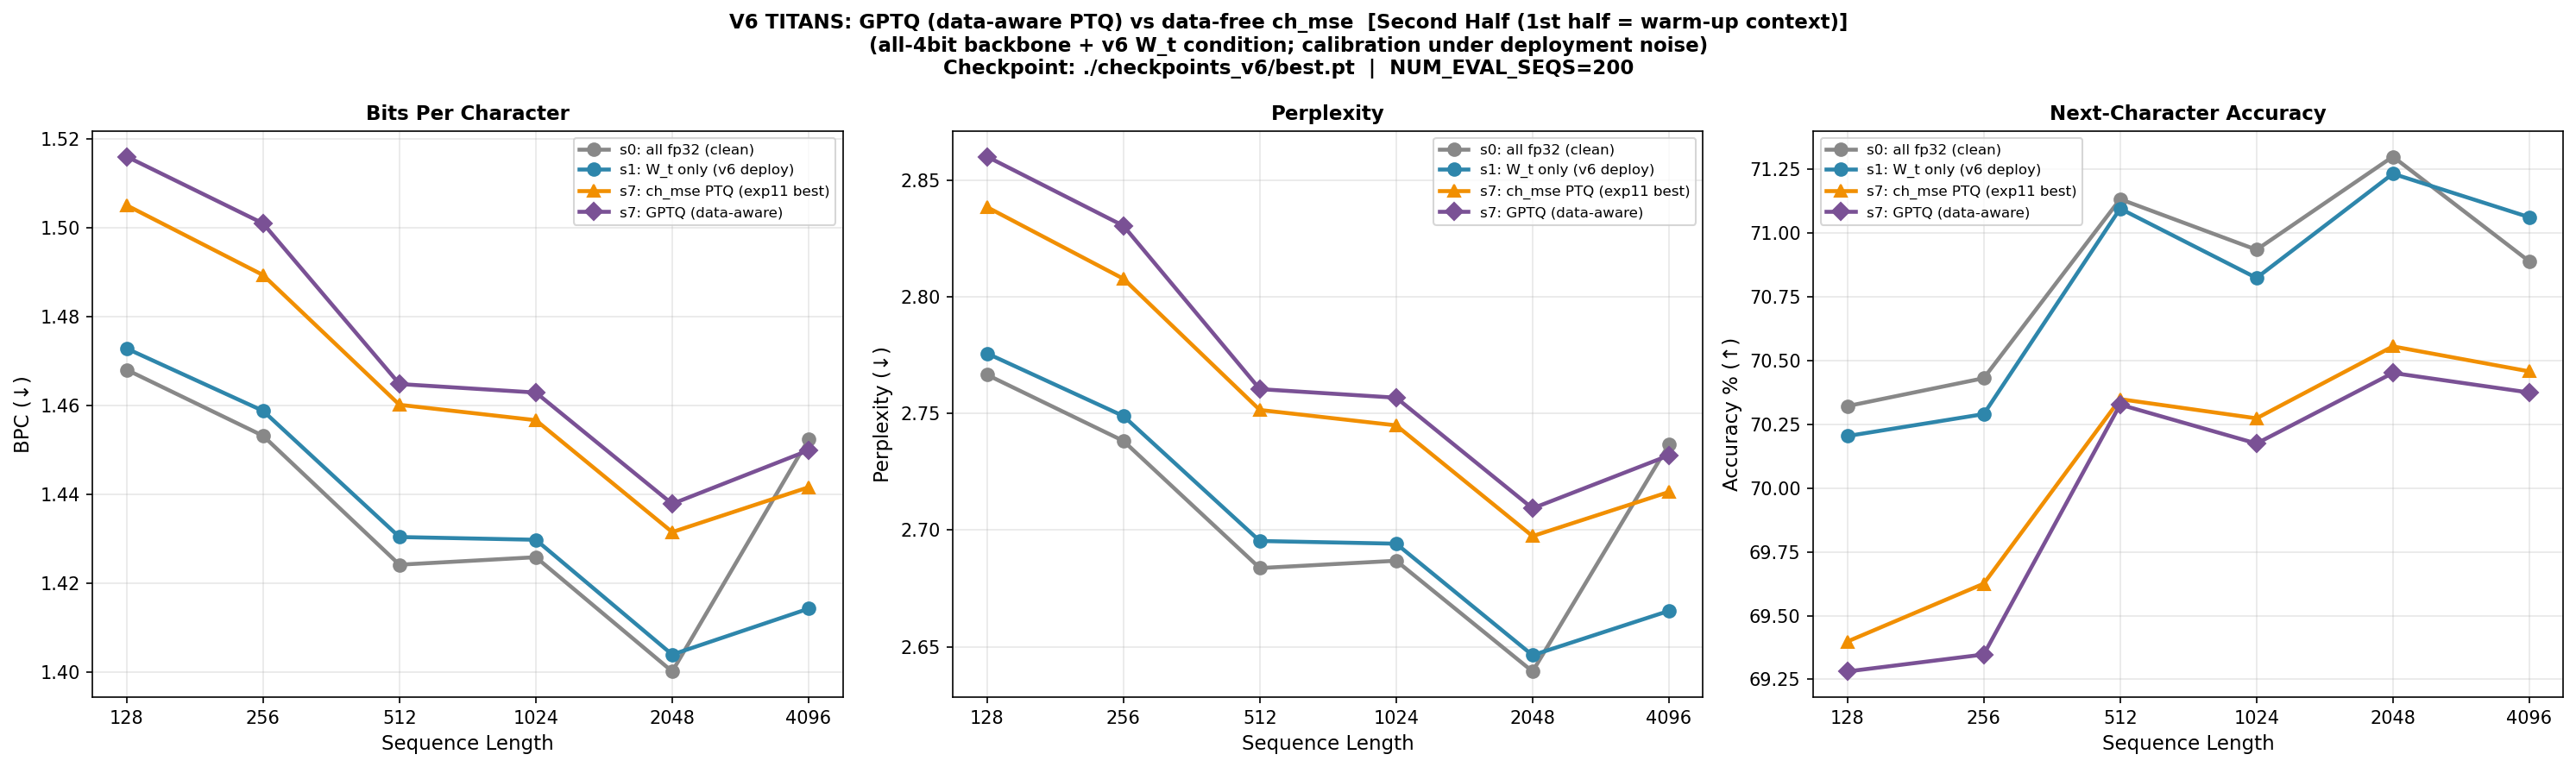 V6 TITANS: GPTQ (data-aware PTQ) vs data-free ch_mse  [Second Half (1st half = warm-up context)]
(all-4bit backbone + v6 W_t condition; calibration under deployment noise)
Checkpoint: ./checkpoints_v6/best.pt  |  NUM_EVAL_SEQS=200
Bits Per Character
BPC (↓)
1.52
1.50
1.48
1.46
1.44
1.42
1.40
s0: all fp32 (clean)
s1: W_t only (v6 deploy)
s7: ch_mse PTQ (exp11 best)
s7: GPTQ (data-aware)
128 256 512 1024 2048 4096
Sequence Length
Perplexity
Perplexity (↓)
2.85
2.80
2.75
2.70
2.65
s0: all fp32 (clean)
s1: W_t only (v6 deploy)
s7: ch_mse PTQ (exp11 best)
s7: GPTQ (data-aware)
128 256 512 1024 2048 4096
Sequence Length
Next-Character Accuracy
Accuracy % (↑)
71.25
71.00
70.75
70.50
70.25
70.00
69.75
69.50
69.25
s0: all fp32 (clean)
s1: W_t only (v6 deploy)
s7: ch_mse PTQ (exp11 best)
s7: GPTQ (data-aware)
128 256 512 1024 2048 4096
Sequence Length